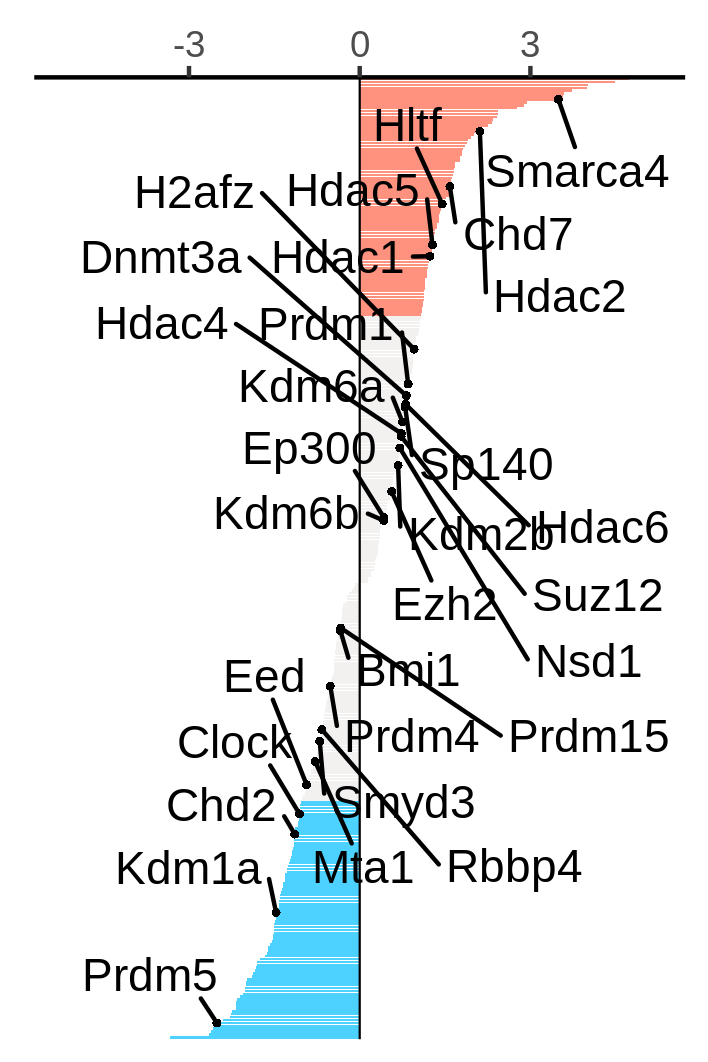 -3 0 3
Hltf
Smarca4
H2afz
Hdac5
Chd7
Dnmt3a
Hdac1
Hdac2
Hdac4
Prdm1
Kdm6a
Ep300
Sp140
Kdm6b
Kdm2b
Hdac6
Ezh2
Suz12
Nsd1
Bmi1
Eed
Prdm4
Prdm15
Clock
Chd2
Smyd3
Kdm1a
Mta1
Rbbp4
Prdm5